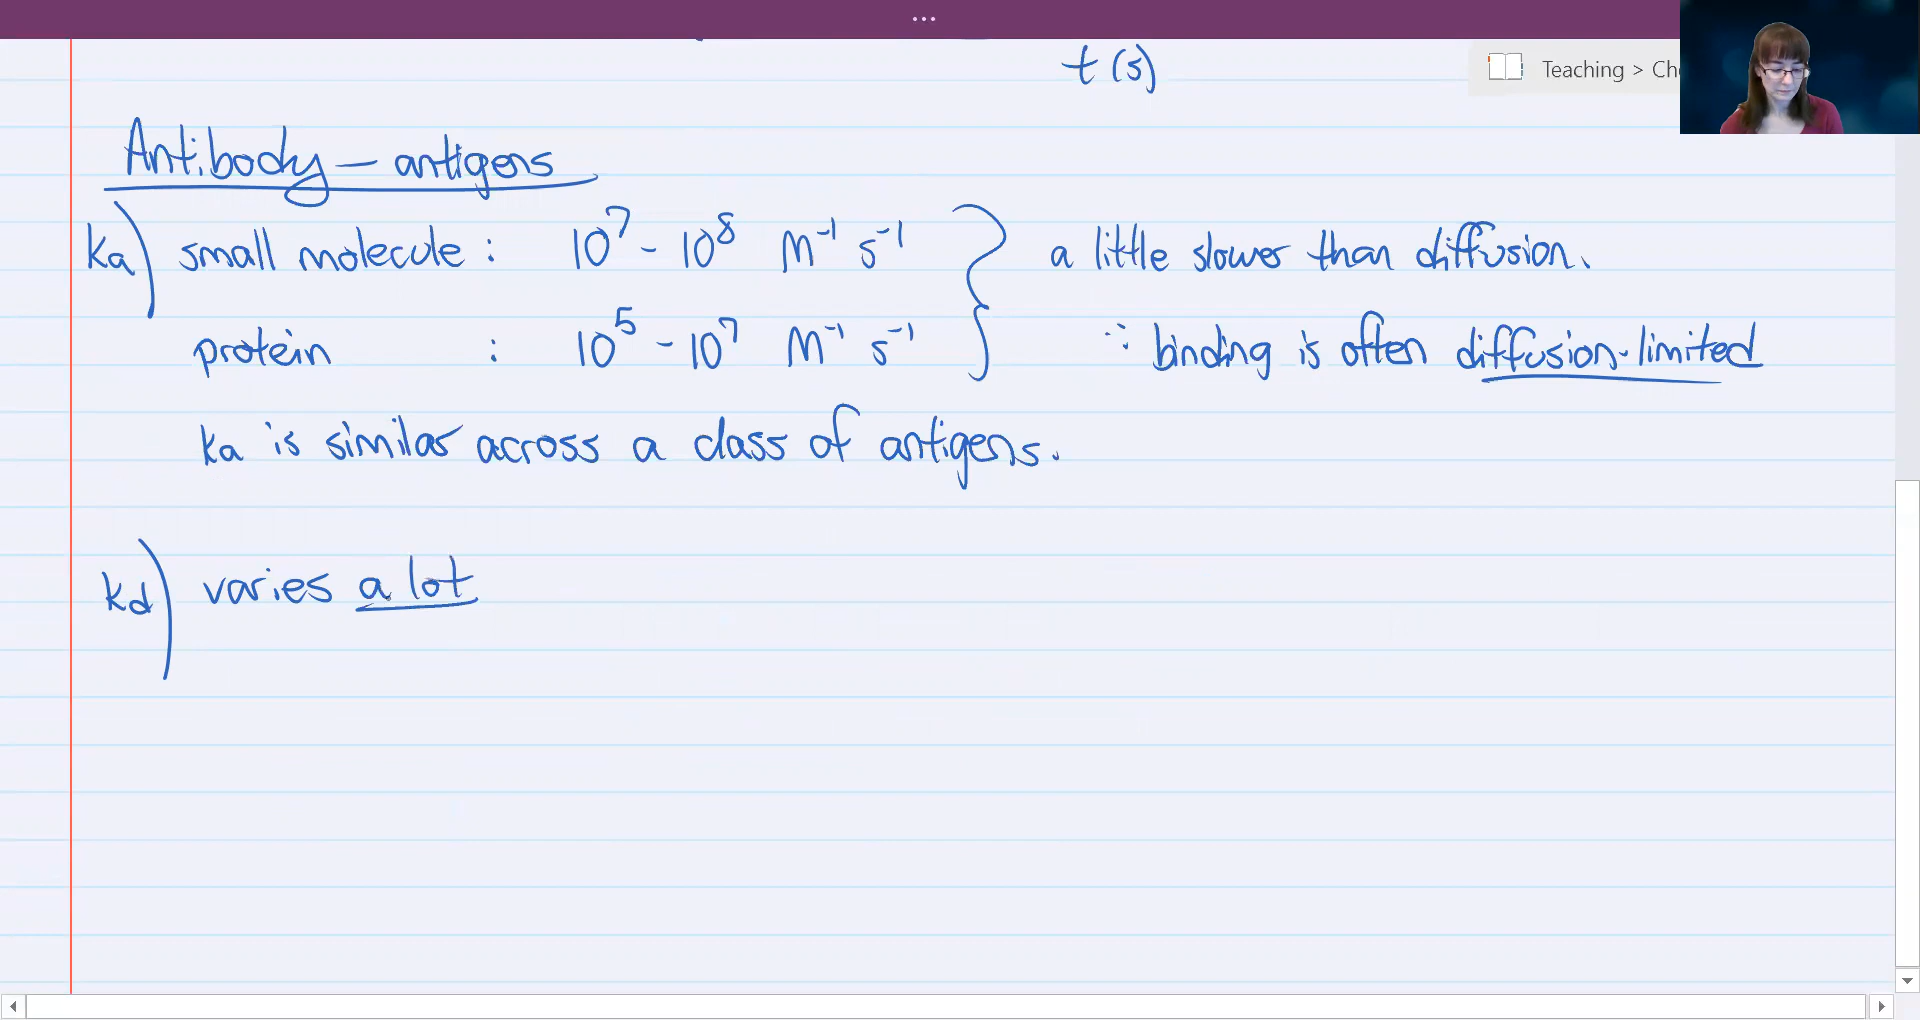 ...
t (s)
Teaching > Ch
Antibody – antigens
ka) small molecule : 10⁷ - 10⁸ M⁻¹ s⁻¹ } a little slower than diffusion.
protein : 10⁵ - 10⁷ M⁻¹ s⁻¹ ∵ binding is often diffusion-limited
ka is similar across a class of antigens.
kd) varies a lot